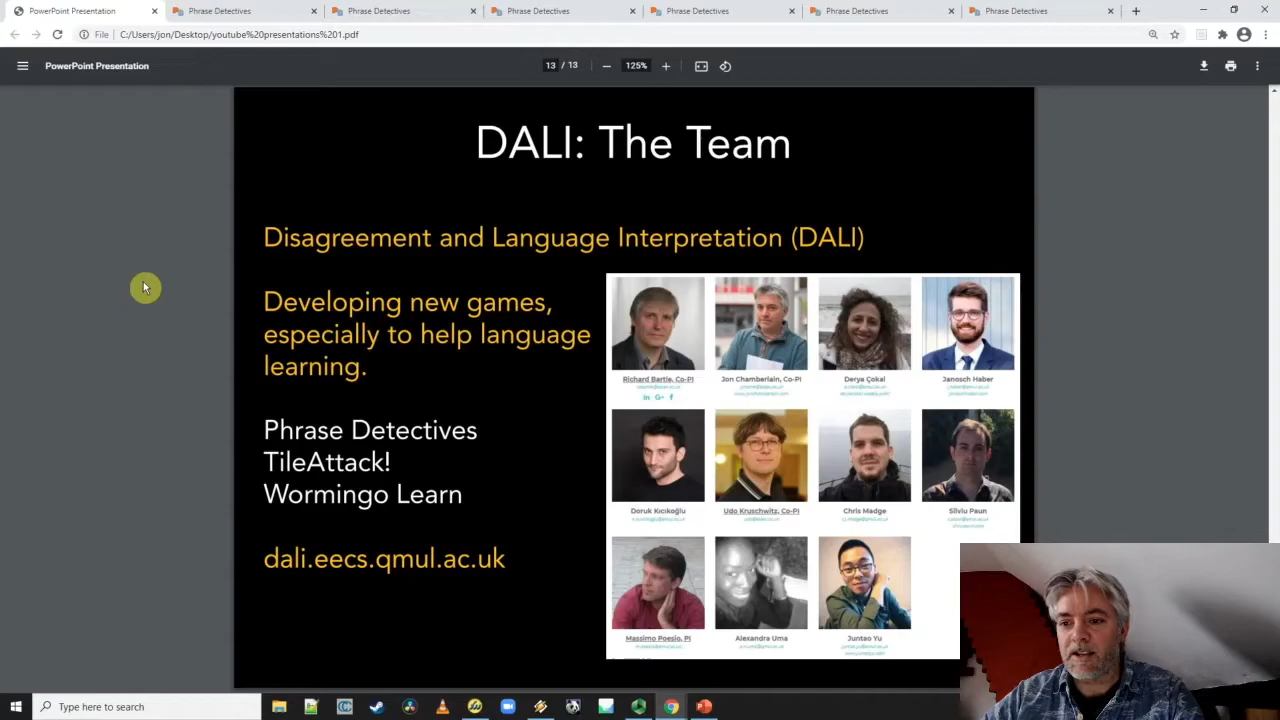 PowerPoint Presentation
Phrase Detectives
Phrase Detectives
Phrase Detectives
Phrase Detectives
Phrase Detectives
Phrase Detectives
File
C:/Users/jon/Desktop/youtube%20presentations%201.pdf
PowerPoint Presentation
13 / 13
125%
DALI: The Team
Disagreement and Language Interpretation (DALI)
Developing new games,
especially to help language
learning.
Phrase Detectives
TileAttack!
Wormingo Learn
dali.eecs.qmul.ac.uk
Richard Bartle, Co-PI
Jon Chamberlain, Co-PI
Derya Çokal
Janosch Haber
Doruk Kicikoğlu
Udo Kruschwitz, Co-PI
Chris Madge
Silviu Paun
Massimo Poesio, PI
Alexandra Uma
Juntao Yu
Type here to search